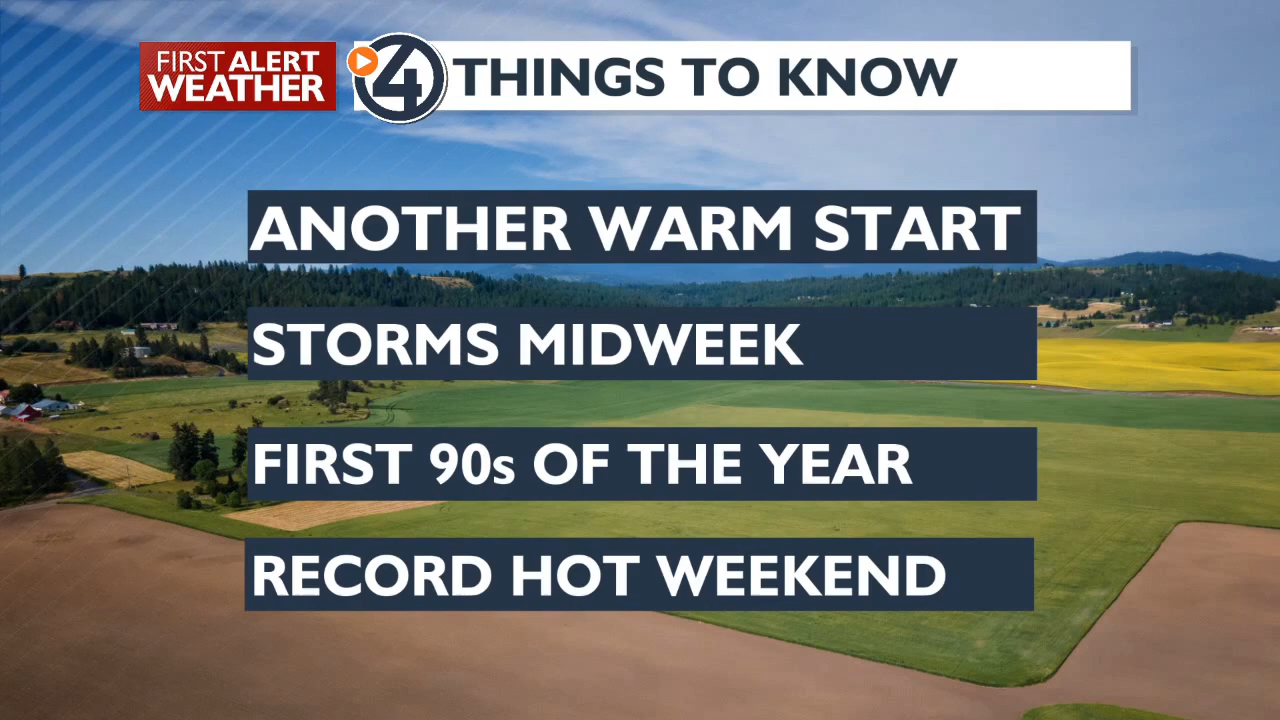 FIRST ALERT
WEATHER
4 THINGS TO KNOW
ANOTHER WARM START
STORMS MIDWEEK
FIRST 90s OF THE YEAR
RECORD HOT WEEKEND